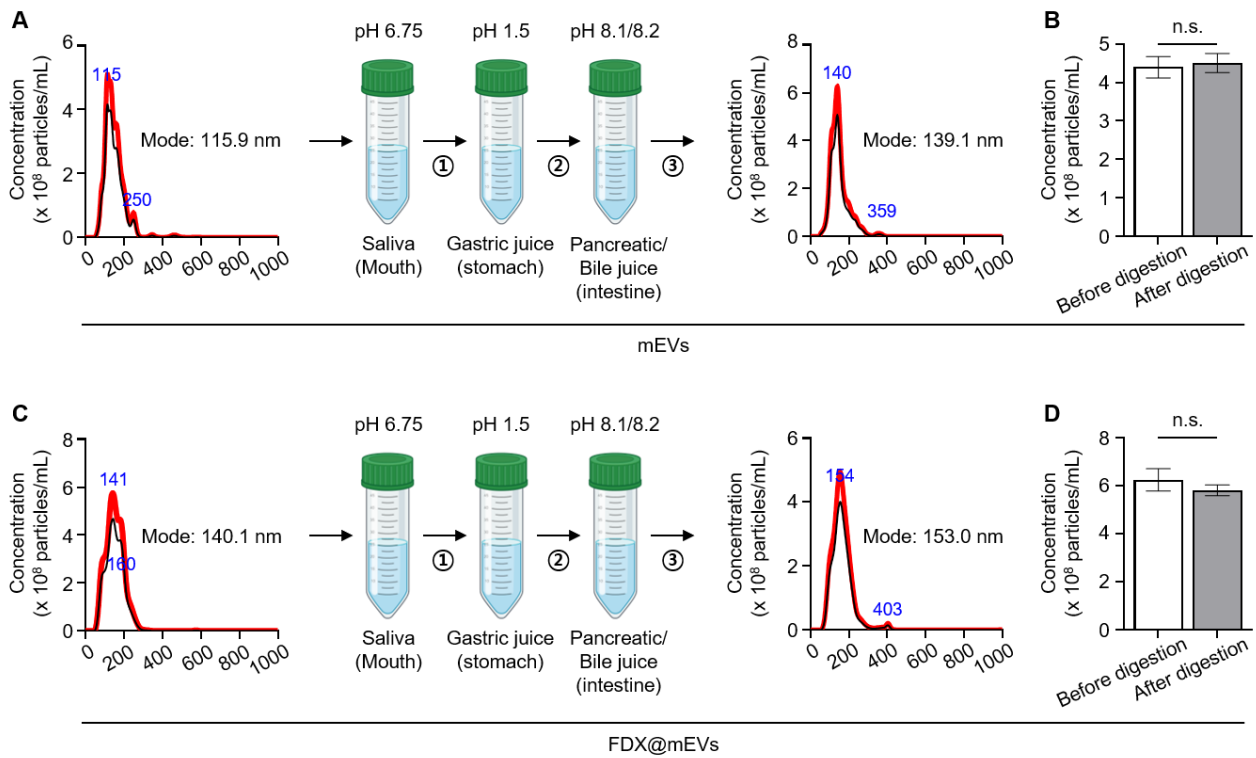 A
pH 6.75
pH 1.5
pH 8.1/8.2
B
Concentration
(x 10⁸ particles/mL)
6
4
2
0
115
250
Mode: 115.9 nm
0
200
400
600
800
1000
①
②
③
Saliva
(Mouth)
Gastric juice
(stomach)
Pancreatic/
Bile juice
(intestine)
Concentration
(x 10⁸ particles/mL)
8
6
4
2
0
140
359
Mode: 139.1 nm
0
200
400
600
800
1000
Concentration
(x 10⁸ particles/mL)
5
4
3
2
1
0
n.s.
Before digestion
After digestion
mEVs
C
pH 6.75
pH 1.5
pH 8.1/8.2
D
Concentration
(x 10⁸ particles/mL)
8
6
4
2
0
141
160
Mode: 140.1 nm
0
200
400
600
800
1000
①
②
③
Saliva
(Mouth)
Gastric juice
(stomach)
Pancreatic/
Bile juice
(intestine)
Concentration
(x 10⁸ particles/mL)
6
4
2
0
154
403
Mode: 153.0 nm
0
200
400
600
800
1000
Concentration
(x 10⁸ particles/mL)
8
6
4
2
0
n.s.
Before digestion
After digestion
FDX@mEVs